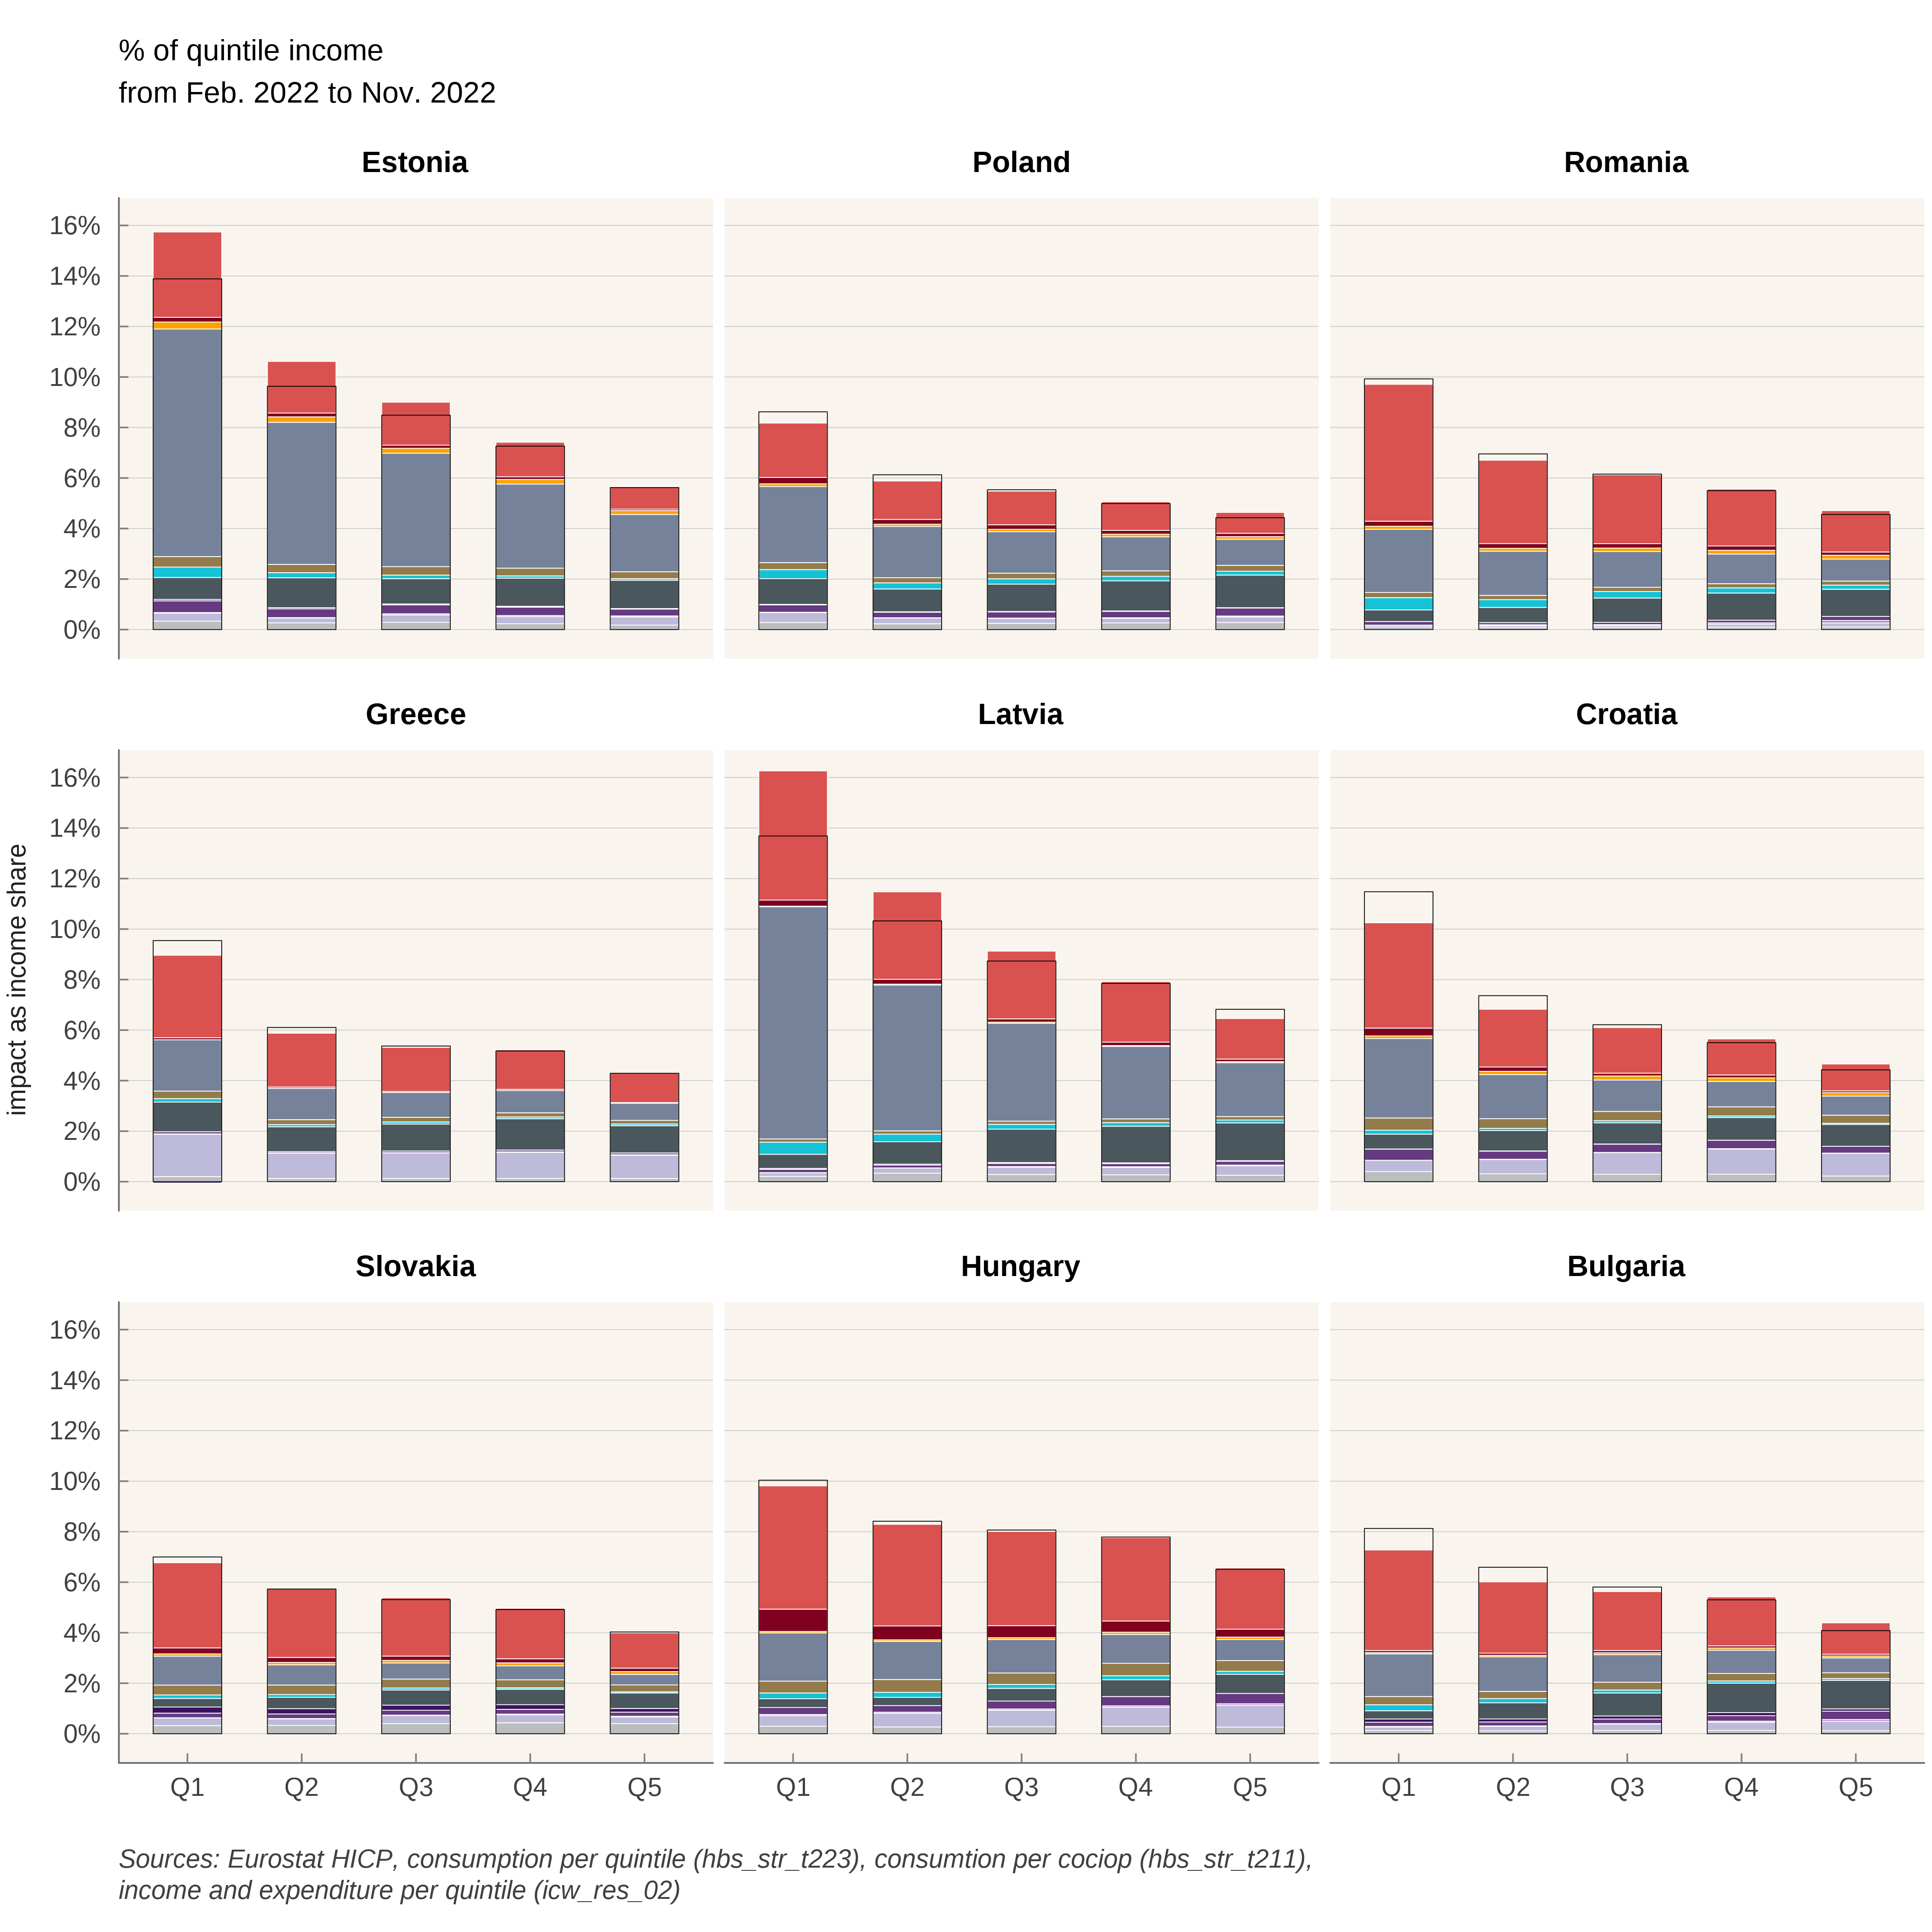 % of quintile income
from Feb. 2022 to Nov. 2022
Estonia
Poland
Romania
16%
14%
12%
10%
8%
6%
4%
2%
0%
Greece
Latvia
Croatia
impact as income share
16%
14%
12%
10%
8%
6%
4%
2%
0%
Slovakia
Hungary
Bulgaria
16%
14%
12%
10%
8%
6%
4%
2%
0%
Q1 Q2 Q3 Q4 Q5
Q1 Q2 Q3 Q4 Q5
Q1 Q2 Q3 Q4 Q5
Sources: Eurostat HICP, consumption per quintile (hbs_str_t223), consumtion per cociop (hbs_str_t211),
income and expenditure per quintile (icw_res_02)